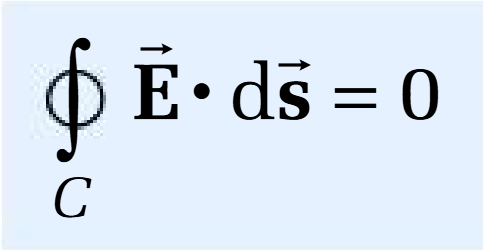 ∮ E⃗ · ds⃗ = 0
C